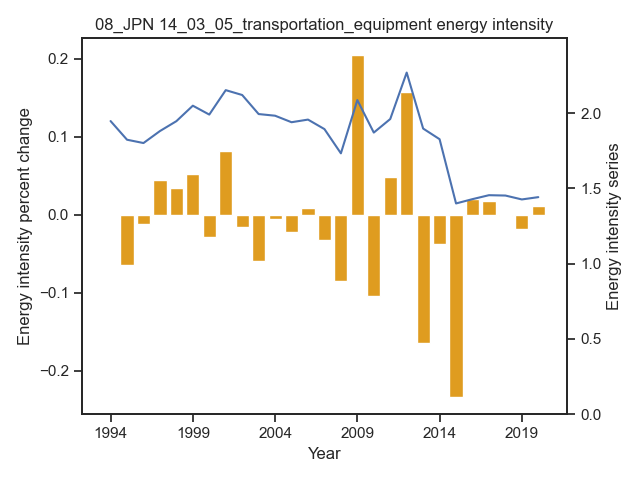 08_JPN 14_03_05_transportation_equipment energy intensity
Energy intensity percent change
0.2
0.1
0.0
−0.1
−0.2
2.0
1.5
1.0
0.5
0.0
Energy intensity series
1994 1999 2004 2009 2014 2019
Year